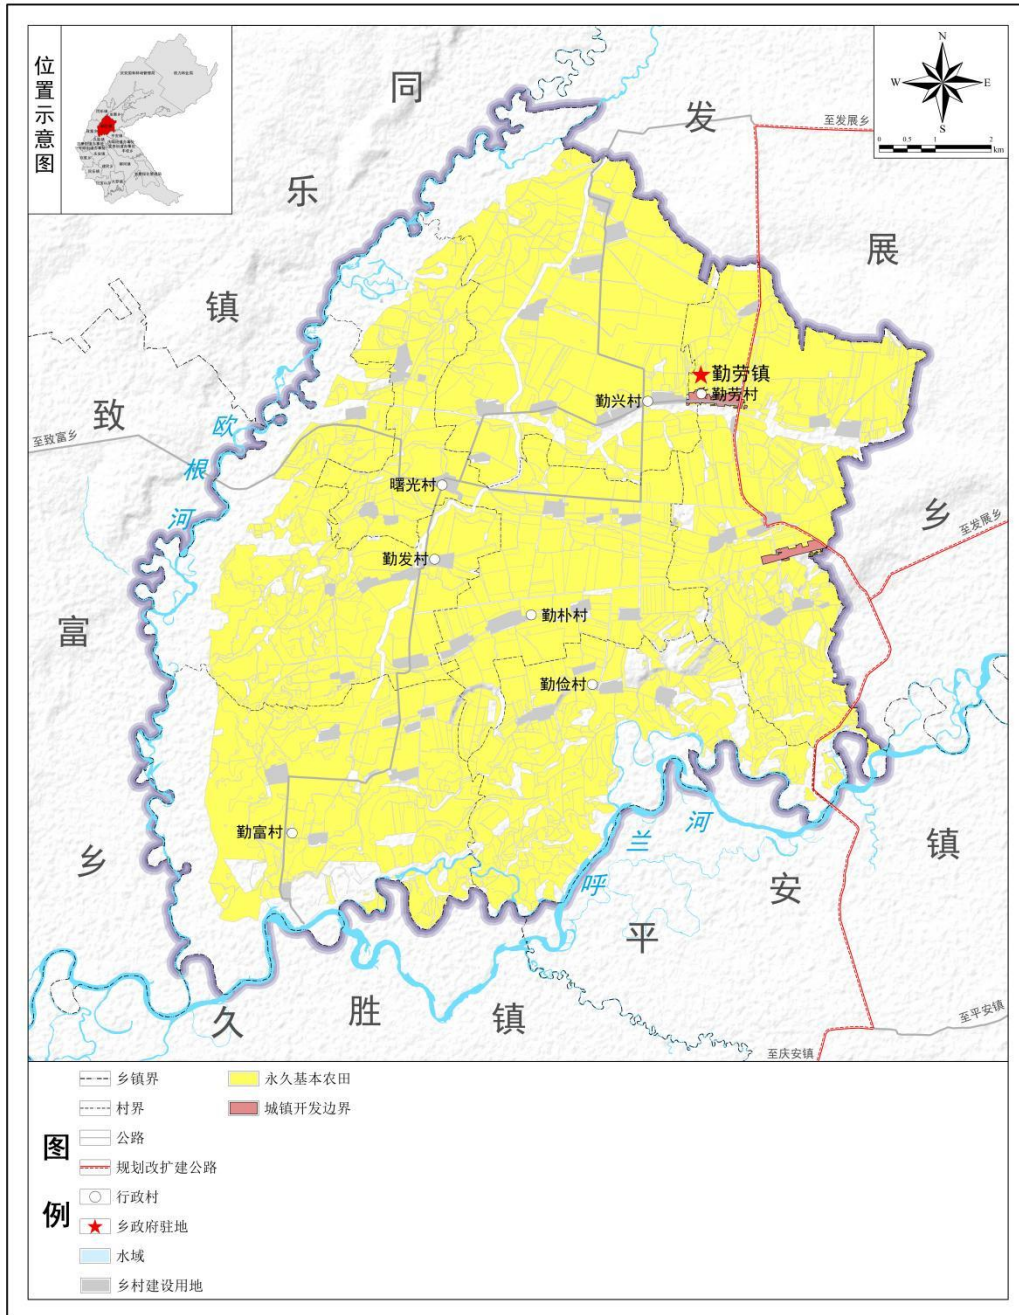 位置示意图
N
W
E
S
0 0.5 1 2
km
同
乐
镇
发
展
乡
致
富
乡
久
胜
镇
平
安
镇
至发展乡
至致富乡
至发展乡
至平安镇
至庆安镇
欧
根
河
呼
兰
河
勤劳镇
勤劳村
勤兴村
曙光村
勤发村
勤朴村
勤俭村
勤富村
图例
乡镇界
村界
公路
规划改扩建公路
行政村
乡政府驻地
水域
乡村建设用地
永久基本农田
城镇开发边界